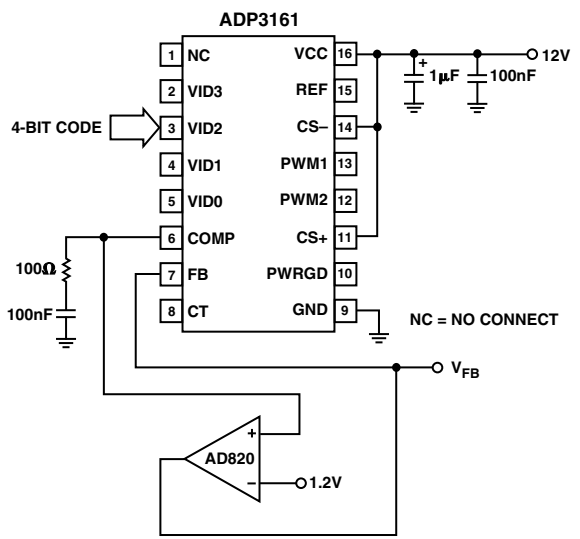 ADP3161
1 NC
2 VID3
3 VID2
4 VID1
5 VID0
6 COMP
7 FB
8 CT
VCC 16
REF 15
CS– 14
PWM1 13
PWM2 12
CS+ 11
PWRGD 10
GND 9
4-BIT CODE
100Ω
100nF
+
1μF
100nF
12V
NC = NO CONNECT
V_FB
+
AD820
–
1.2V